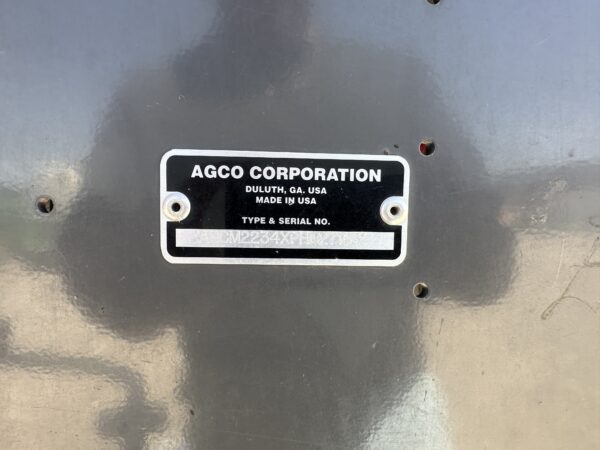 AGCO CORPORATION
DULUTH, GA. USA
MADE IN USA
TYPE & SERIAL NO.